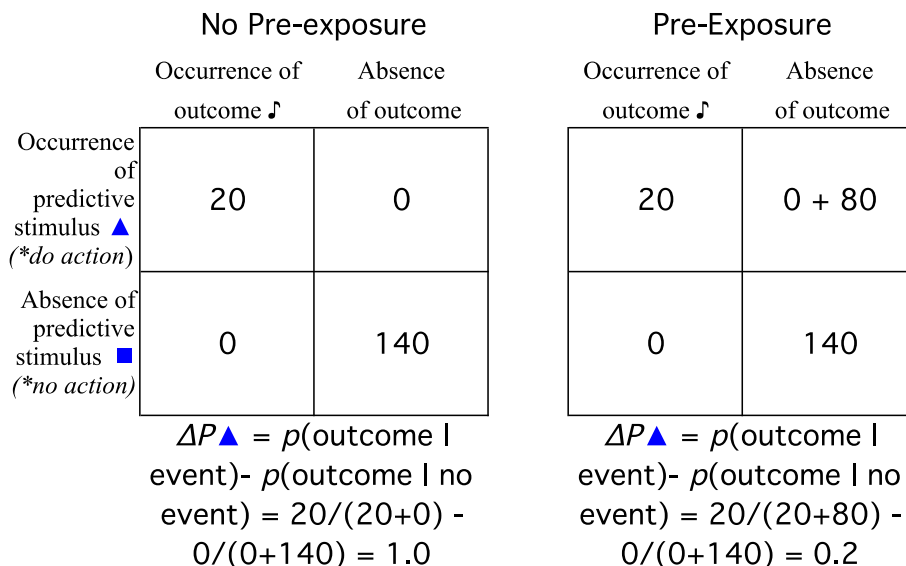 No Pre-exposure
Pre-Exposure
Occurrence of
outcome ♪
Absence
of outcome
Occurrence of
outcome ♪
Absence
of outcome
Occurrence
of
predictive
stimulus ▲
(*do action)
20
0
20
0 + 80
Absence of
predictive
stimulus ■
(*no action)
0
140
0
140
ΔP▲ = p(outcome |
event)- p(outcome | no
event) = 20/(20+0) -
0/(0+140) = 1.0
ΔP▲ = p(outcome |
event)- p(outcome | no
event) = 20/(20+80) -
0/(0+140) = 0.2